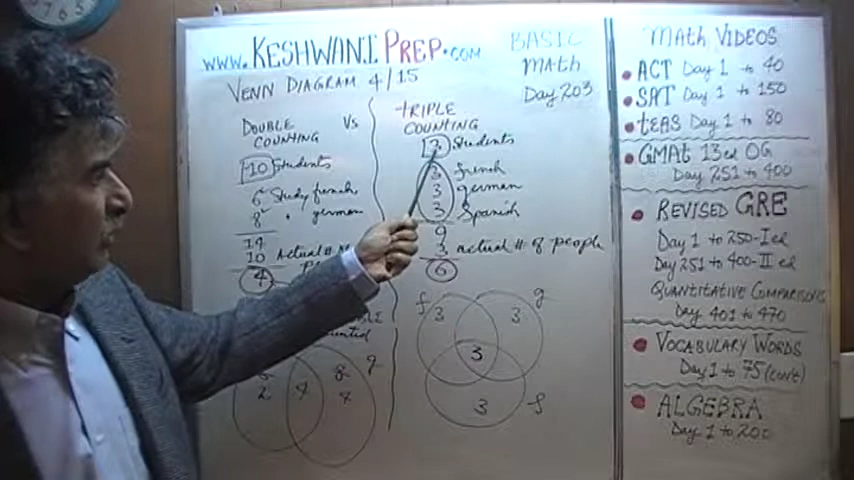 www.KESHWANIPREP.com
BASIC
MATH
Day 203
VENN DIAGRAM 4/15
DOUBLE VS
COUNTING
10 Students
6 Study french
8 " german
14
10 Actual #
4
2
4
8
4
g
TRIPLE
COUNTING
3 Students
3 french
3 german
3 Spanish
9
3 actual # of people
6
f
3
3
g
3
3
MATH VIDEOS
ACT Day 1 to 40
SAT Day 1 to 150
tEAS Day 1 to 80
GMAt 13ed OG
Day 251 to 400
REVISED GRE
Day 1 to 250-I ed
Day 251 to 400-II ed
QUANTITATIVE COMPARISONS
Day 401 to 470
VOCABULARY WORDS
Day 1 to 75 (cont)
ALGEBRA
Day 1 to 200